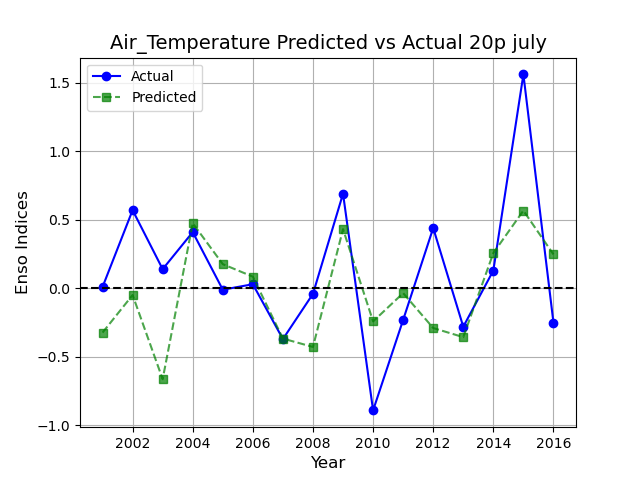 Air_Temperature Predicted vs Actual 20p july
Actual
Predicted
Enso Indices
1.5
1.0
0.5
0.0
−0.5
−1.0
2002 2004 2006 2008 2010 2012 2014 2016
Year